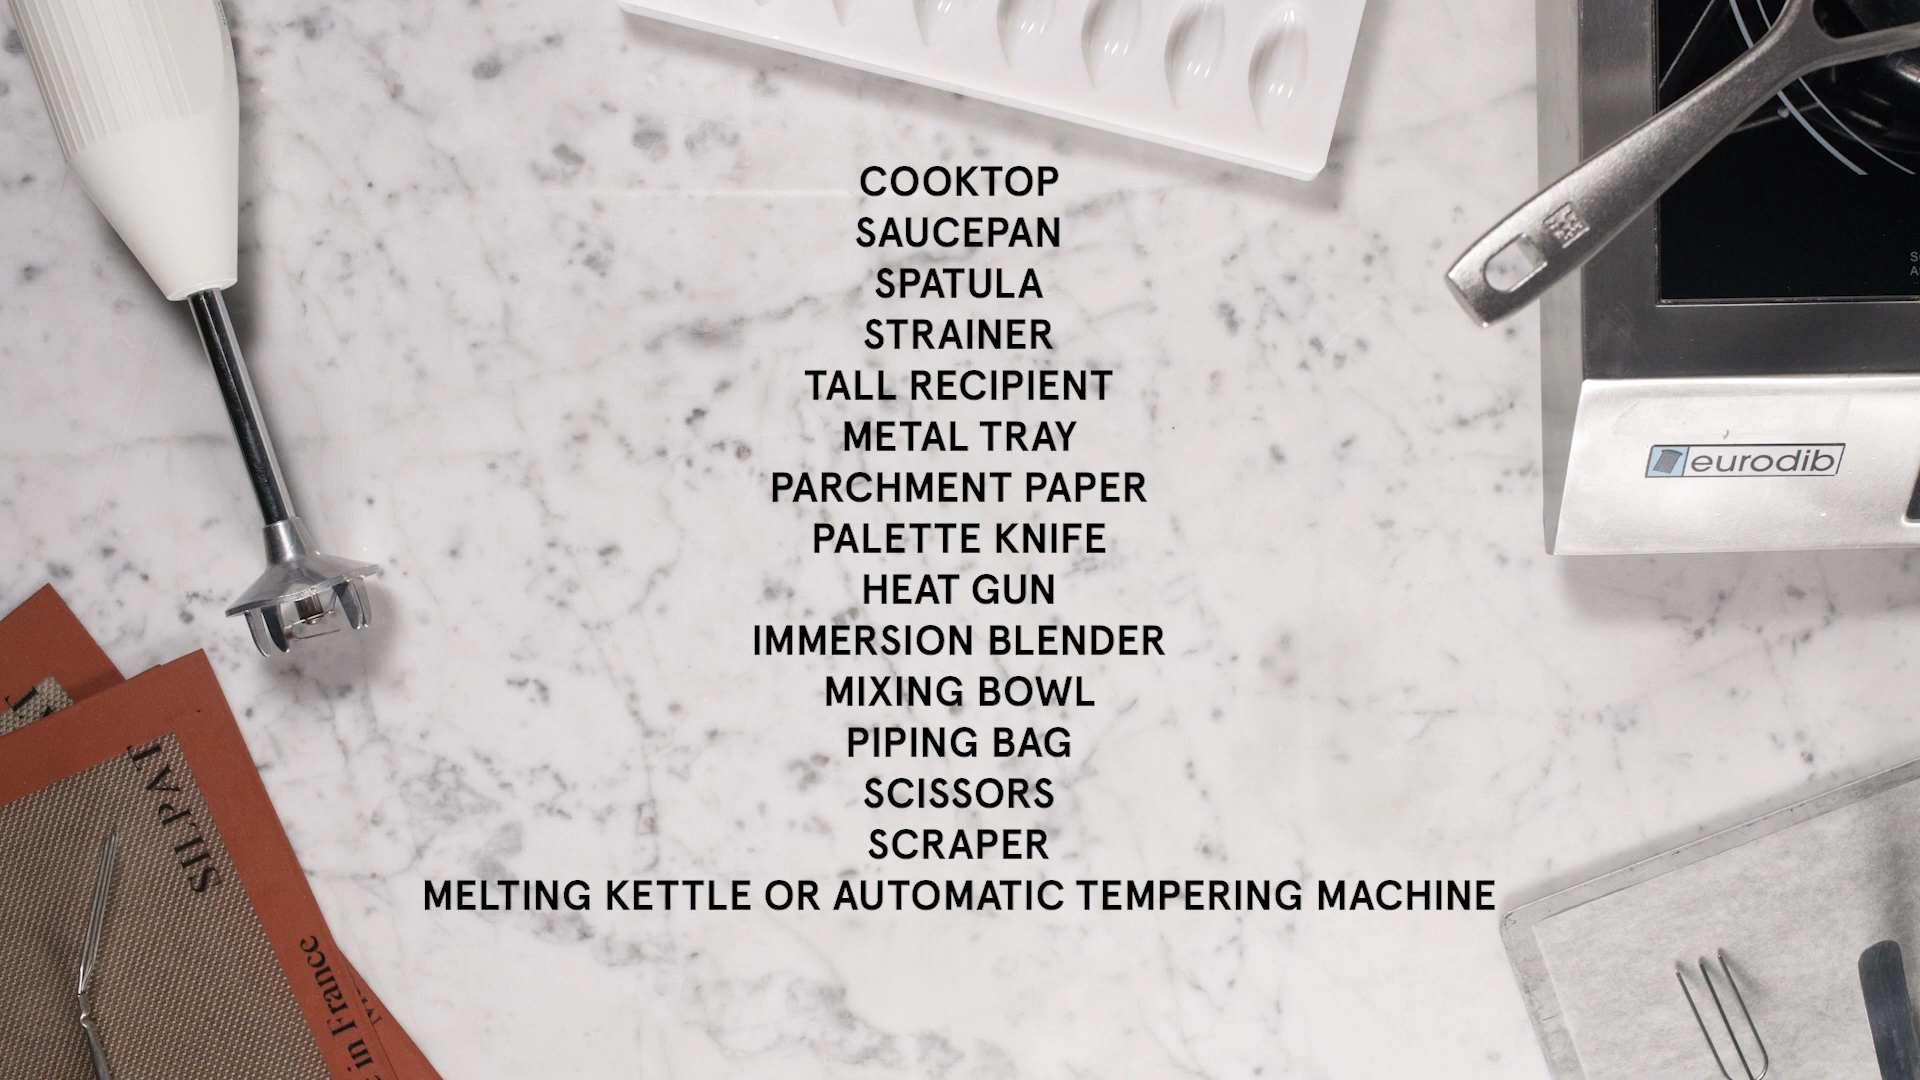 COOKTOP
SAUCEPAN
SPATULA
STRAINER
TALL RECIPIENT
METAL TRAY
PARCHMENT PAPER
PALETTE KNIFE
HEAT GUN
IMMERSION BLENDER
MIXING BOWL
PIPING BAG
SCISSORS
SCRAPER
MELTING KETTLE OR AUTOMATIC TEMPERING MACHINE
eurodib
SILPAT
in France